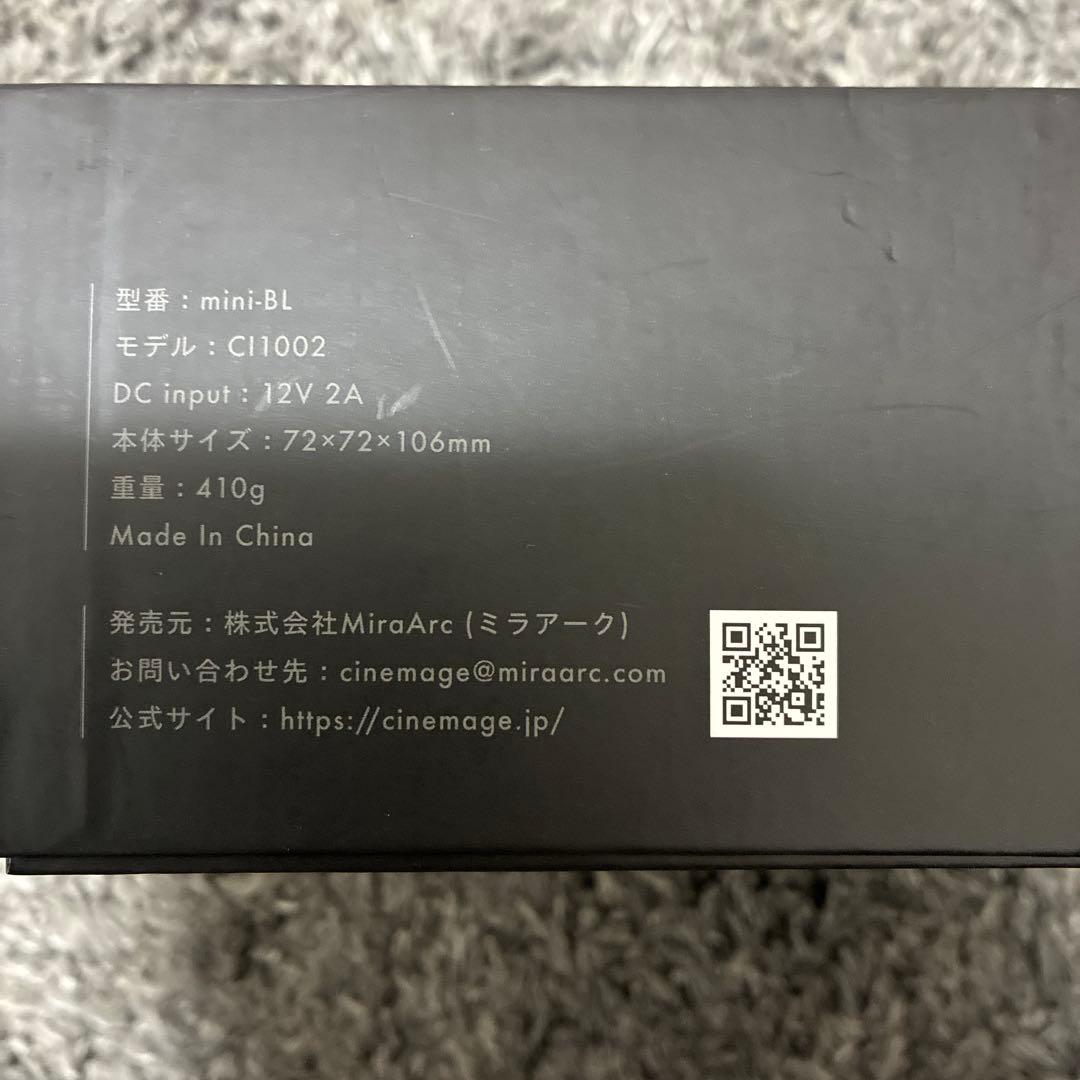 型番：mini-BL
モデル：CI1002
DC input：12V 2A
本体サイズ：72×72×106mm
重量：410g
Made In China
発売元：株式会社MiraArc (ミラアーク)
お問い合わせ先：cinemage@miraarc.com
公式サイト：https://cinemage.jp/